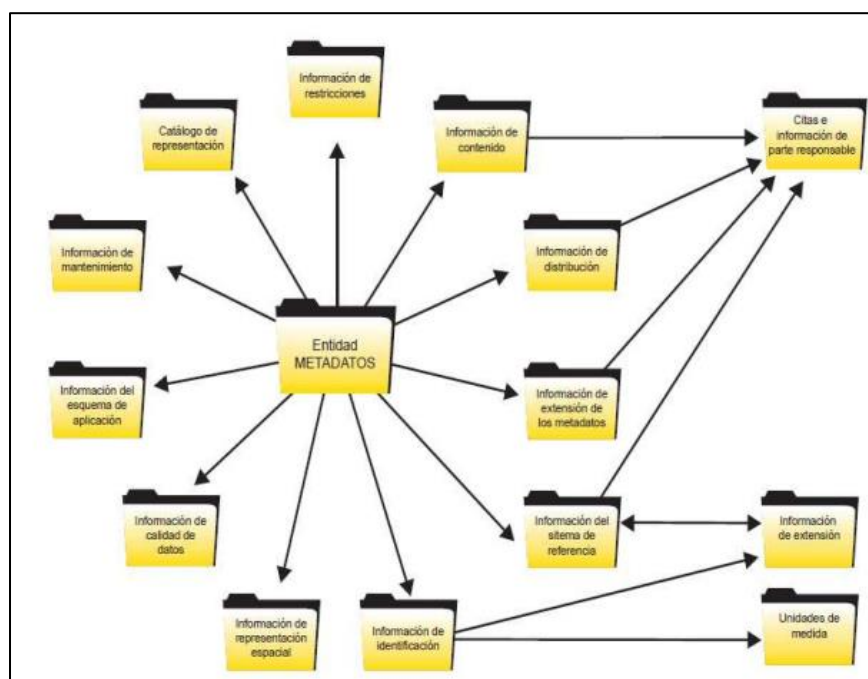 Información de
restricciones
Catálogo de
representación
Información de
contenido
Citas e
información de
parte responsable
Información de
mantenimiento
Información de
distribución
Entidad
METADATOS
Información del
esquema de
aplicación
Información de
extensión de
los metadatos
Información de
calidad de
datos
Información del
sitema de
referencia
Información
de extensión
Información de
representación
espacial
Información de
identificación
Unidades de
medida